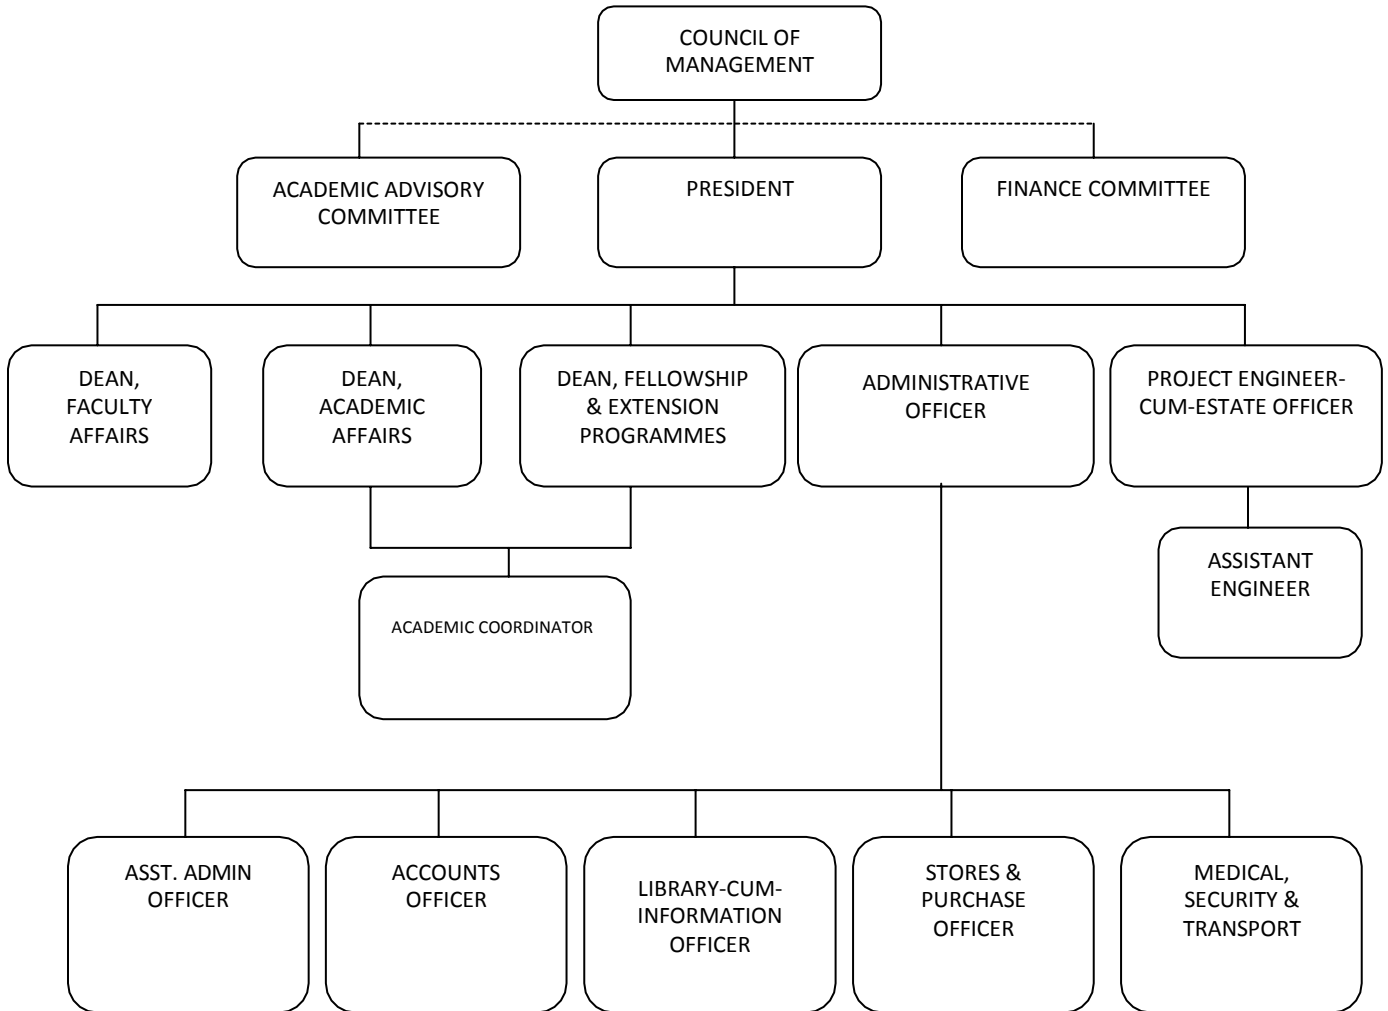 COUNCIL OF
MANAGEMENT
ACADEMIC ADVISORY
COMMITTEE
PRESIDENT
FINANCE COMMITTEE
DEAN,
FACULTY
AFFAIRS
DEAN,
ACADEMIC
AFFAIRS
DEAN, FELLOWSHIP
& EXTENSION
PROGRAMMES
ADMINISTRATIVE
OFFICER
PROJECT ENGINEER-
CUM-ESTATE OFFICER
ASSISTANT
ENGINEER
ACADEMIC COORDINATOR
ASST. ADMIN
OFFICER
ACCOUNTS
OFFICER
LIBRARY-CUM-
INFORMATION
OFFICER
STORES &
PURCHASE
OFFICER
MEDICAL,
SECURITY &
TRANSPORT